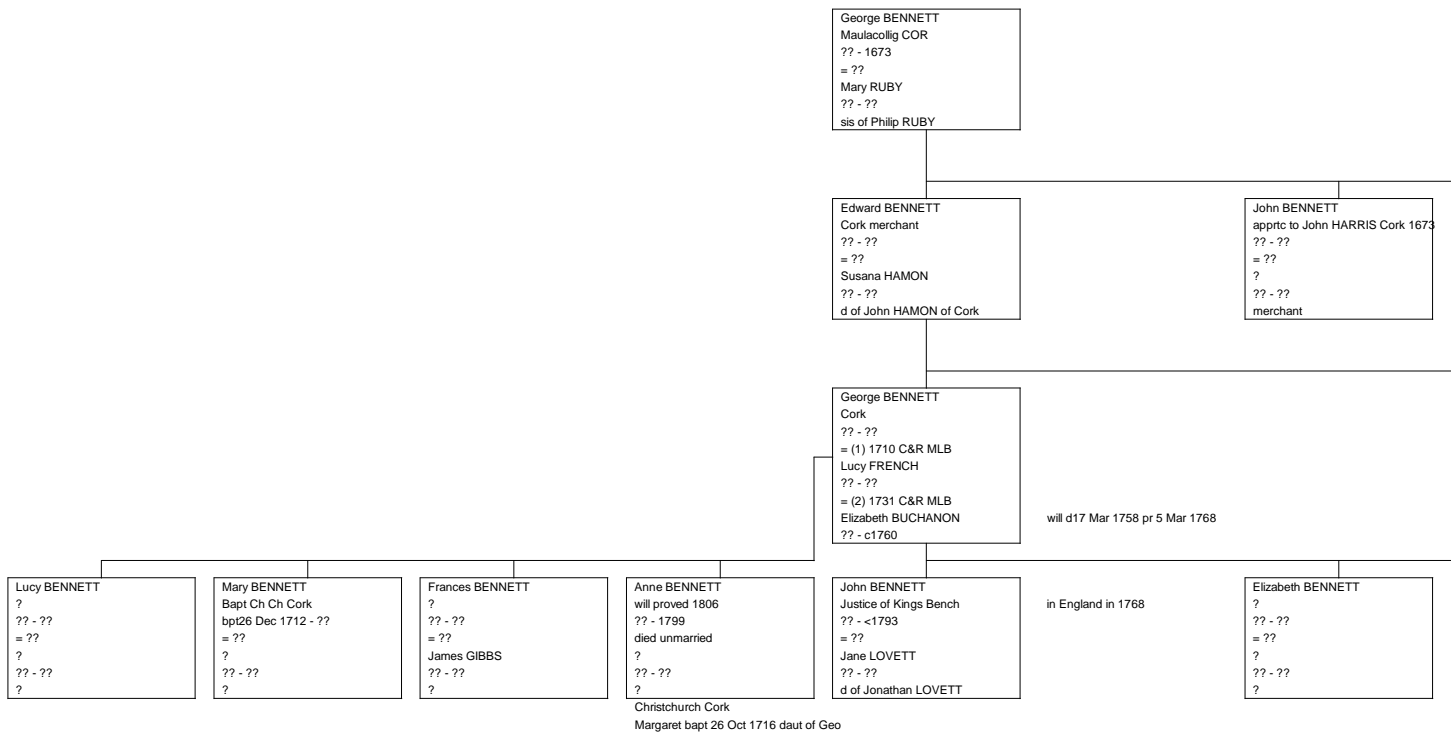 George BENNETT
Maulacollig COR
?? - 1673
= ??
Mary RUBY
?? - ??
sis of Philip RUBY
Edward BENNETT
Cork merchant
?? - ??
= ??
Susana HAMON
?? - ??
d of John HAMON of Cork
John BENNETT
apprtc to John HARRIS Cork 1673
?? - ??
= ??
?
?? - ??
merchant
George BENNETT
Cork
?? - ??
= (1) 1710 C&R MLB
Lucy FRENCH
?? - ??
= (2) 1731 C&R MLB
Elizabeth BUCHANON
?? - c1760
will d17 Mar 1758 pr 5 Mar 1768
Lucy BENNETT
?
?? - ??
= ??
?
?? - ??
?
Mary BENNETT
Bapt Ch Ch Cork
bpt26 Dec 1712 - ??
= ??
?
?? - ??
?
Frances BENNETT
?
?? - ??
= ??
James GIBBS
?? - ??
?
Anne BENNETT
will proved 1806
?? - 1799
died unmarried
?
?? - ??
?
Christchurch Cork
Margaret bapt 26 Oct 1716 daut of Geo
John BENNETT
Justice of Kings Bench
?? - <1793
= ??
Jane LOVETT
?? - ??
d of Jonathan LOVETT
in England in 1768
Elizabeth BENNETT
?
?? - ??
= ??
?
?? - ??
?